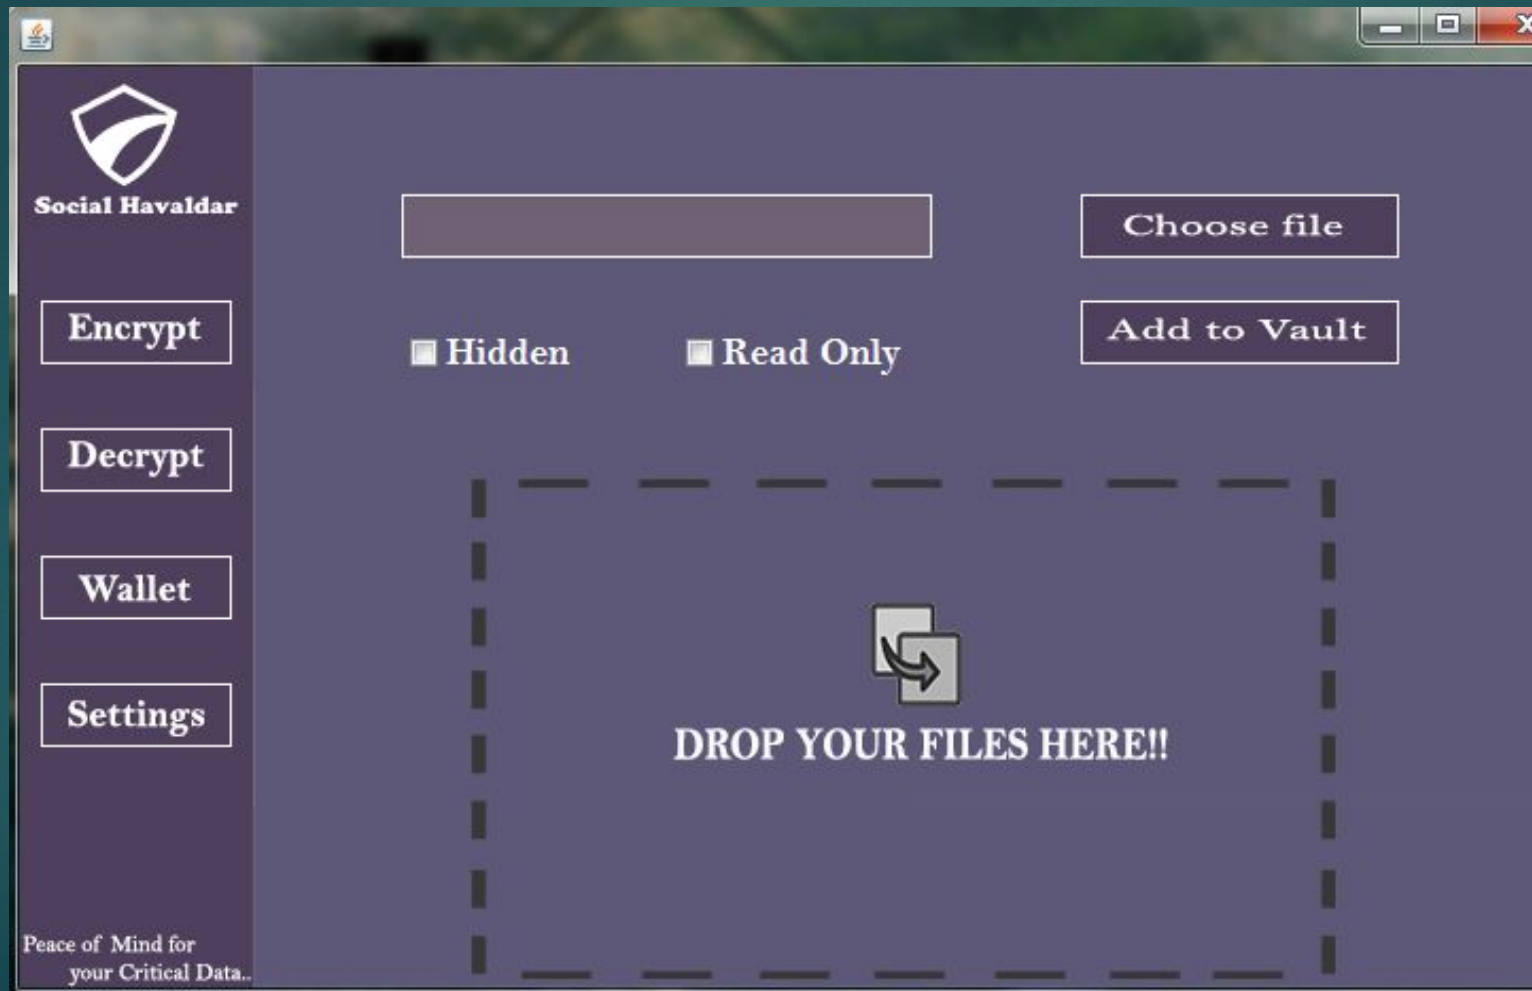 Social Havaldar
Choose file
Encrypt
Add to Vault
Hidden
Read Only
Decrypt
Wallet
Settings
DROP YOUR FILES HERE!!
Peace of Mind for
your Critical Data..